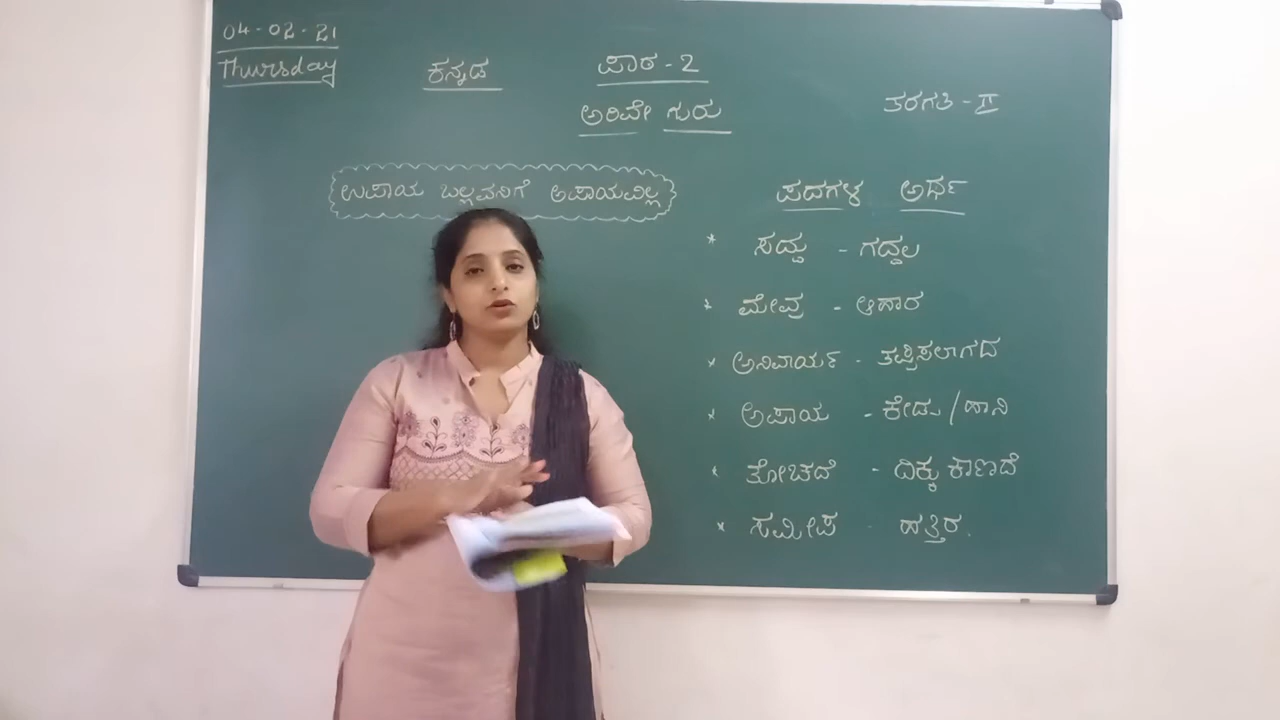 04-02-21
Thursday
ಕನ್ನಡ
ಪಾಠ - 2
ಅರಿವೇ ಗುರು
ತರಗತಿ - II
ಉಪಾಯ ಬಲ್ಲವನಿಗೆ ಅಪಾಯವಿಲ್ಲ
ಪದಗಳ ಅರ್ಥ
* ಸದ್ದು - ಗದ್ದಲ
* ಮೇವು - ಆಹಾರ
* ಅನಿವಾರ್ಯ - ತಪ್ಪಿಸಲಾಗದ
* ಅಪಾಯ - ಕೇಡು / ಹಾನಿ
* ತೋಚದೆ - ದಿಕ್ಕು ಕಾಣದೆ
* ಸಮೀಪ - ಹತ್ತಿರ.